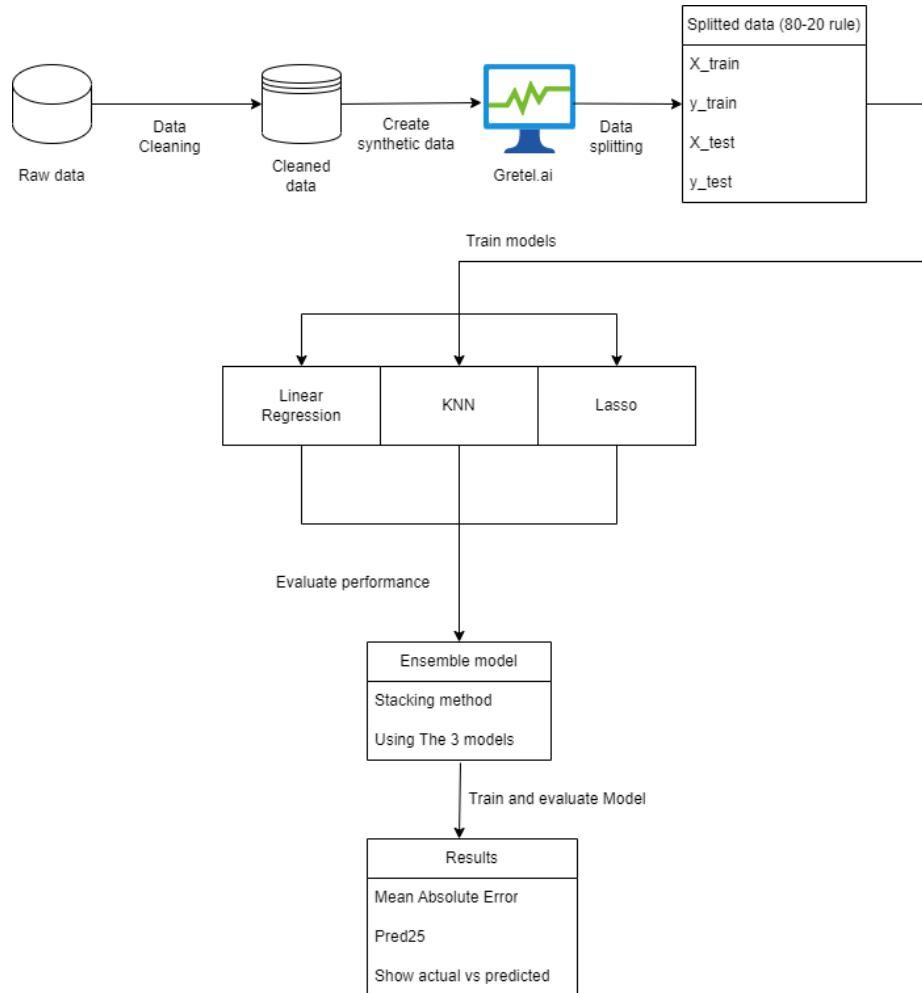 Splitted data (80-20 rule)
X_train
y_train
X_test
y_test
Data
Cleaning
Create
synthetic data
Data
splitting
Raw data
Cleaned
data
Gretel.ai
Train models
Linear
Regression
KNN
Lasso
Evaluate performance
Ensemble model
Stacking method
Using The 3 models
Train and evaluate Model
Results
Mean Absolute Error
Pred25
Show actual vs predicted